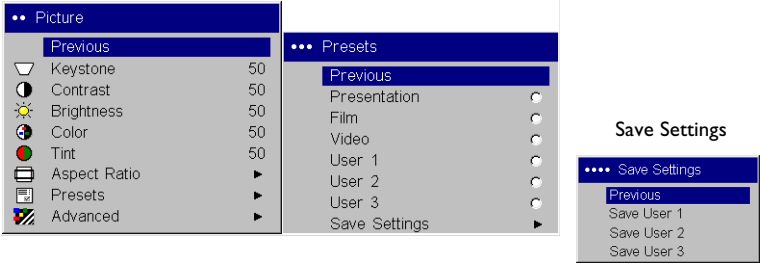 Picture
Previous
Keystone 50
Contrast 50
Brightness 50
Color 50
Tint 50
Aspect Ratio
Presets
Advanced
Presets
Previous
Presentation
Film
Video
User 1
User 2
User 3
Save Settings
Save Settings
Save Settings
Previous
Save User 1
Save User 2
Save User 3